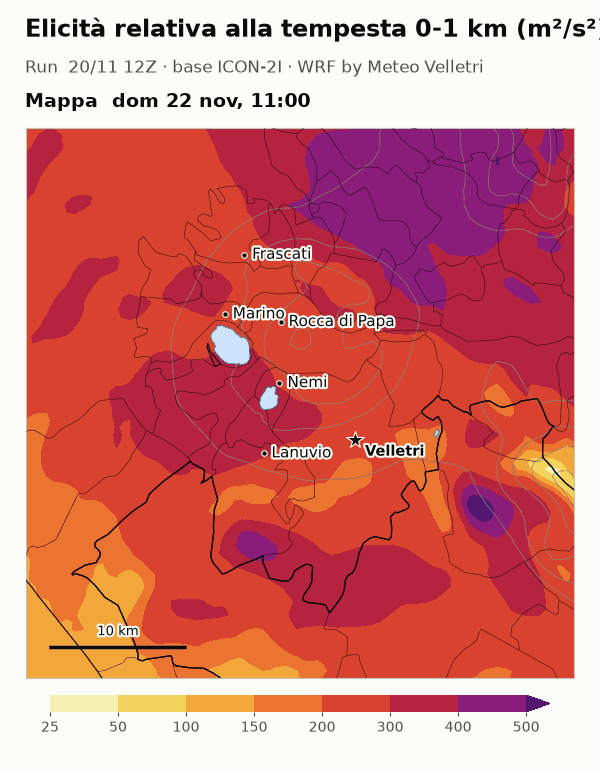 Elicità relativa alla tempesta 0-1 km (m²/s²)
Run 20/11 12Z · base ICON-2I · WRF by Meteo Velletri
Mappa dom 22 nov, 11:00
Frascati
Marino
Rocca di Papa
Nemi
Lanuvio
Velletri
10 km
25 50 100 150 200 300 400 500